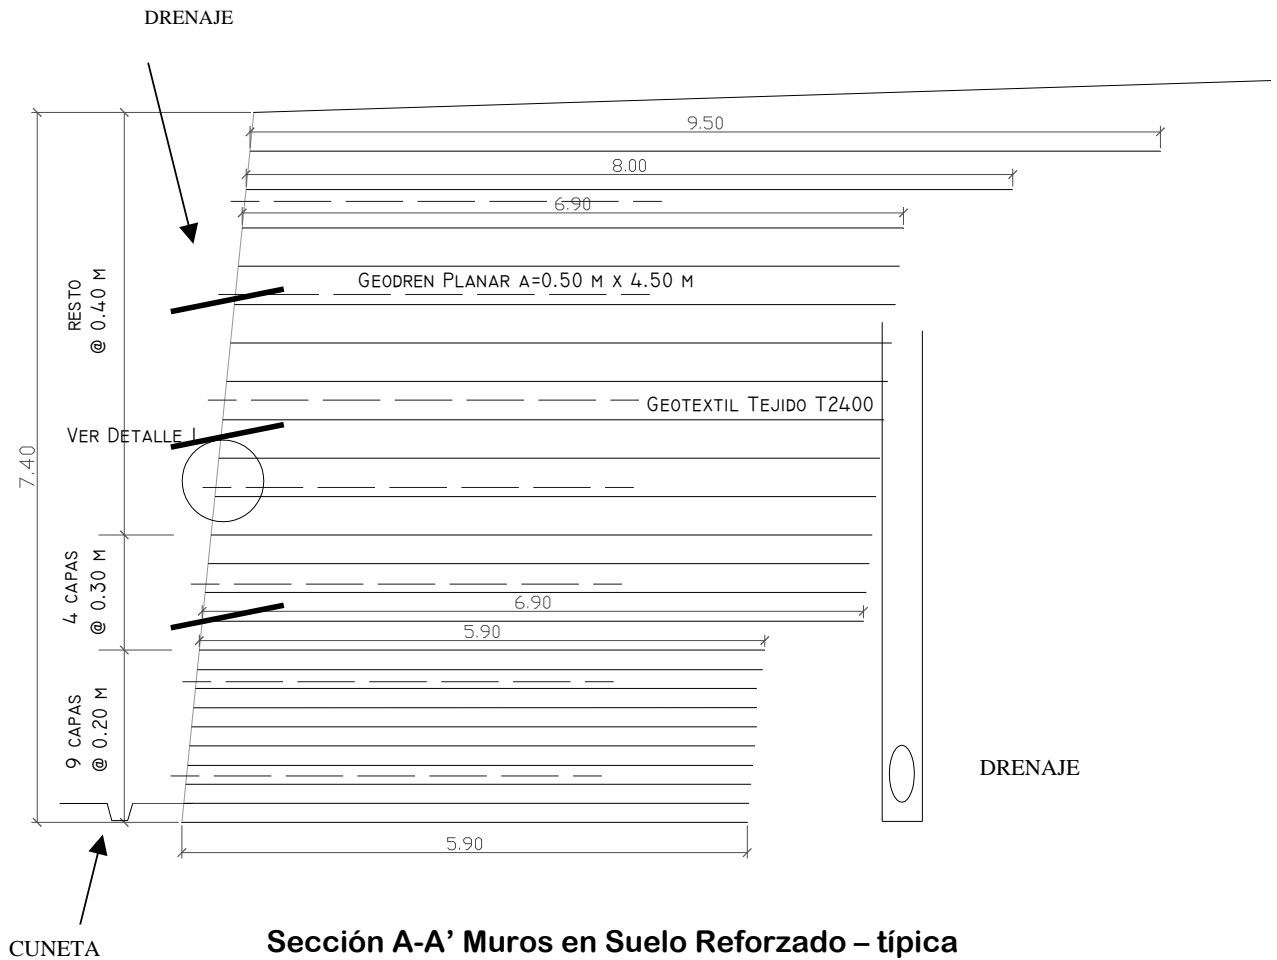 DRENAJE
9.50
8.00
6.90
GEODREN PLANAR A=0.50 M X 4.50 M
RESTO
@ 0.40 M
GEOTEXTIL TEJIDO T2400
VER DETALLE 1
7.40
4 CAPAS
@ 0.30 M
6.90
5.90
9 CAPAS
@ 0.20 M
DRENAJE
5.90
CUNETA
Sección A-A’ Muros en Suelo Reforzado – típica